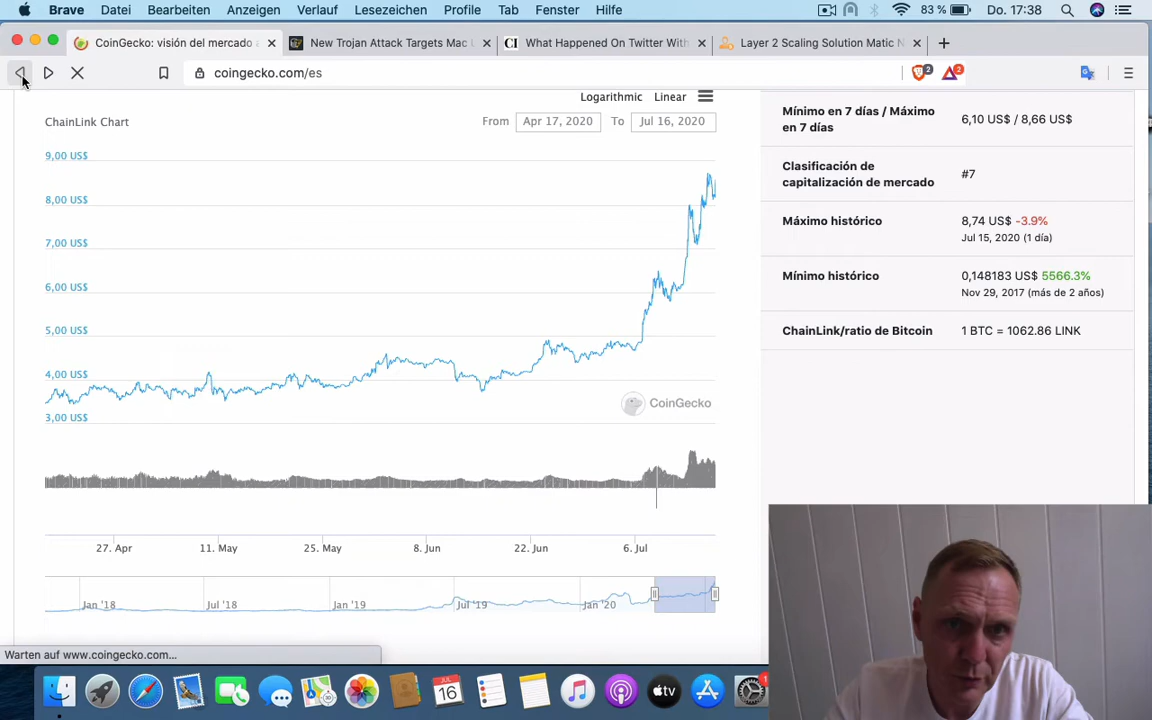 Brave Datei Bearbeiten Anzeigen Verlauf Lesezeichen Profile Tab Fenster Hilfe 83 % Do. 17:38
CoinGecko: visión del mercado New Trojan Attack Targets Mac What Happened On Twitter With Layer 2 Scaling Solution Matic N
coingecko.com/es 2 2
Logarithmic Linear
ChainLink Chart From Apr 17, 2020 To Jul 16, 2020
9,00 US$
8,00 US$
7,00 US$
6,00 US$
5,00 US$
4,00 US$
3,00 US$
CoinGecko
27. Apr 11. May 25. May 8. Jun 22. Jun 6. Jul
Jan '18 Jul '18 Jan '19 Jul '19 Jan '20
Mínimo en 7 días / Máximo
en 7 días
6,10 US$ / 8,66 US$
Clasificación de
capitalización de mercado
#7
Máximo histórico 8,74 US$ -3.9%
Jul 15, 2020 (1 día)
Mínimo histórico 0,148183 US$ 5566.3%
Nov 29, 2017 (más de 2 años)
ChainLink/ratio de Bitcoin 1 BTC = 1062.86 LINK
Warten auf www.coingecko.com...
JUL
16
tv
1